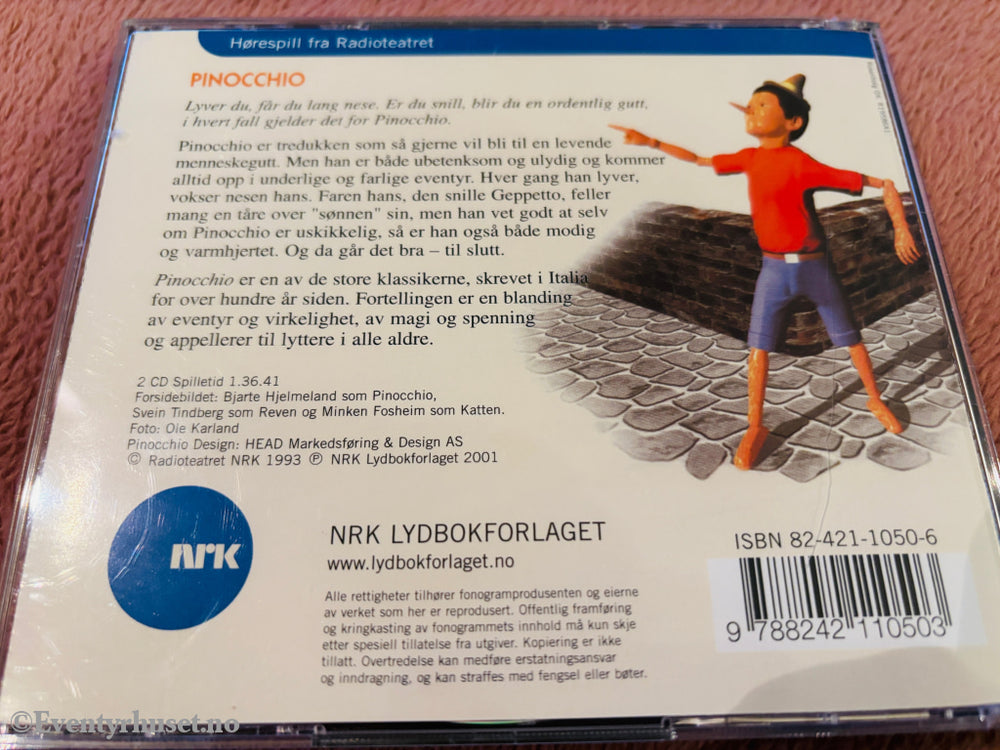 Hørespill fra Radioteatret
PINOCCHIO
Lyver du, får du lang nese. Er du snill, blir du en ordentlig gutt,
i hvert fall gjelder det for Pinocchio.
Pinocchio er tredukken som så gjerne vil bli til en levende
menneskegutt. Men han er både ubetenksom og ulydig og kommer
alltid opp i underlige og farlige eventyr. Hver gang han lyver,
vokser nesen hans. Faren hans, den snille Geppetto, feller
mang en tåre over "sønnen" sin, men han vet godt at selv
om Pinocchio er uskikkelig, så er han også både modig
og varmhjertet. Og da går det bra – til slutt.
Pinocchio er en av de store klassikerne, skrevet i Italia
for over hundre år siden. Fortellingen er en blanding
av eventyr og virkelighet, av magi og spenning
og appellerer til lyttere i alle aldre.
2 CD Spilletid 1.36.41
Forsidebildet: Bjarte Hjelmeland som Pinocchio,
Svein Tindberg som Reven og Minken Fosheim som Katten.
Foto: Ole Karland
Pinocchio Design: HEAD Markedsføring & Design AS
© Radioteatret NRK 1993 ℗ NRK Lydbokforlaget 2001
NRK
NRK LYDBOKFORLAGET
www.lydbokforlaget.no
Alle rettigheter tilhører fonogramprodusenten og eierne
av verket som her er reprodusert. Offentlig framføring
og kringkasting av fonogrammets innhold må kun skje
etter spesiell tillatelse fra utgiver. Kopiering er ikke
tillatt. Overtredelse kan medføre erstatningsansvar
og inndragning, og kan straffes med fengsel eller bøter.
ISBN 82-421-1050-6
9 788242 110503
©Eventyrhuset.no